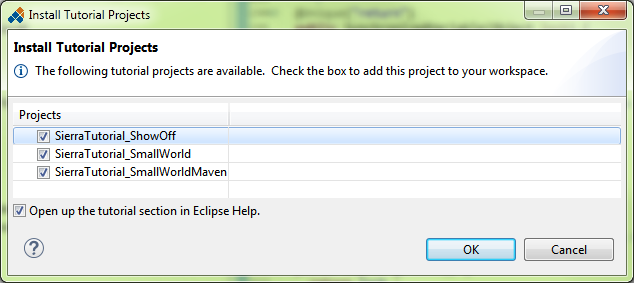 Install Tutorial Projects
Install Tutorial Projects
The following tutorial projects are available. Check the box to add this project to your workspace.
Projects
SierraTutorial_ShowOff
SierraTutorial_SmallWorld
SierraTutorial_SmallWorldMaven
Open up the tutorial section in Eclipse Help.
OK Cancel